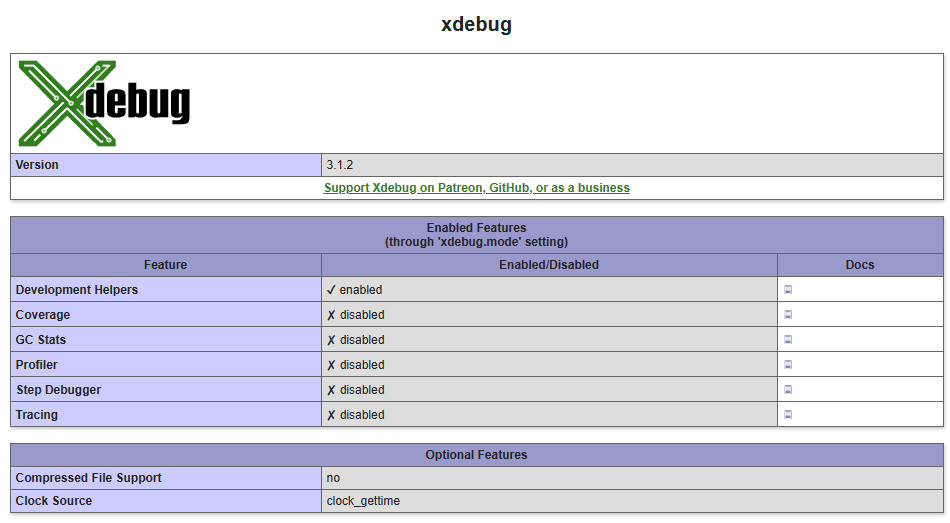 xdebug
Xdebug
Version 3.1.2
Support Xdebug on Patreon, GitHub, or as a business
Enabled Features
(through 'xdebug.mode' setting)
Feature Enabled/Disabled Docs
Development Helpers ✓ enabled
Coverage ✗ disabled
GC Stats ✗ disabled
Profiler ✗ disabled
Step Debugger ✗ disabled
Tracing ✗ disabled
Optional Features
Compressed File Support no
Clock Source clock_gettime